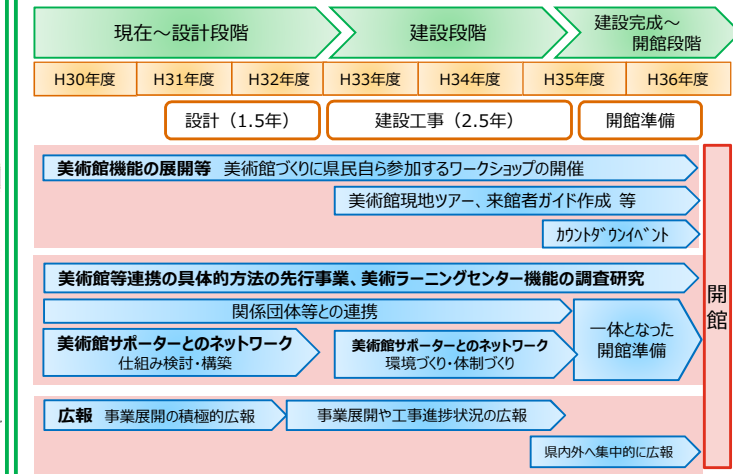 現在～設計段階
建設段階
建設完成～
開館段階
H30年度
H31年度
H32年度
H33年度
H34年度
H35年度
H36年度
設計（1.5年）
建設工事（2.5年）
開館準備
美術館機能の展開等 美術館づくりに県民自ら参加するワークショップの開催
美術館現地ツアー、来館者ガイド作成 等
ｶｳﾝﾄﾀﾞｳﾝｲﾍﾞﾝﾄ
美術館等連携の具体的方法の先行事業、美術ラーニングセンター機能の調査研究
関係団体等との連携
美術館サポーターとのネットワーク
仕組み検討・構築
美術館サポーターとのネットワーク
環境づくり・体制づくり
一体となった
開館準備
広報 事業展開の積極的広報
事業展開や工事進捗状況の広報
県内外へ集中的に広報
開館